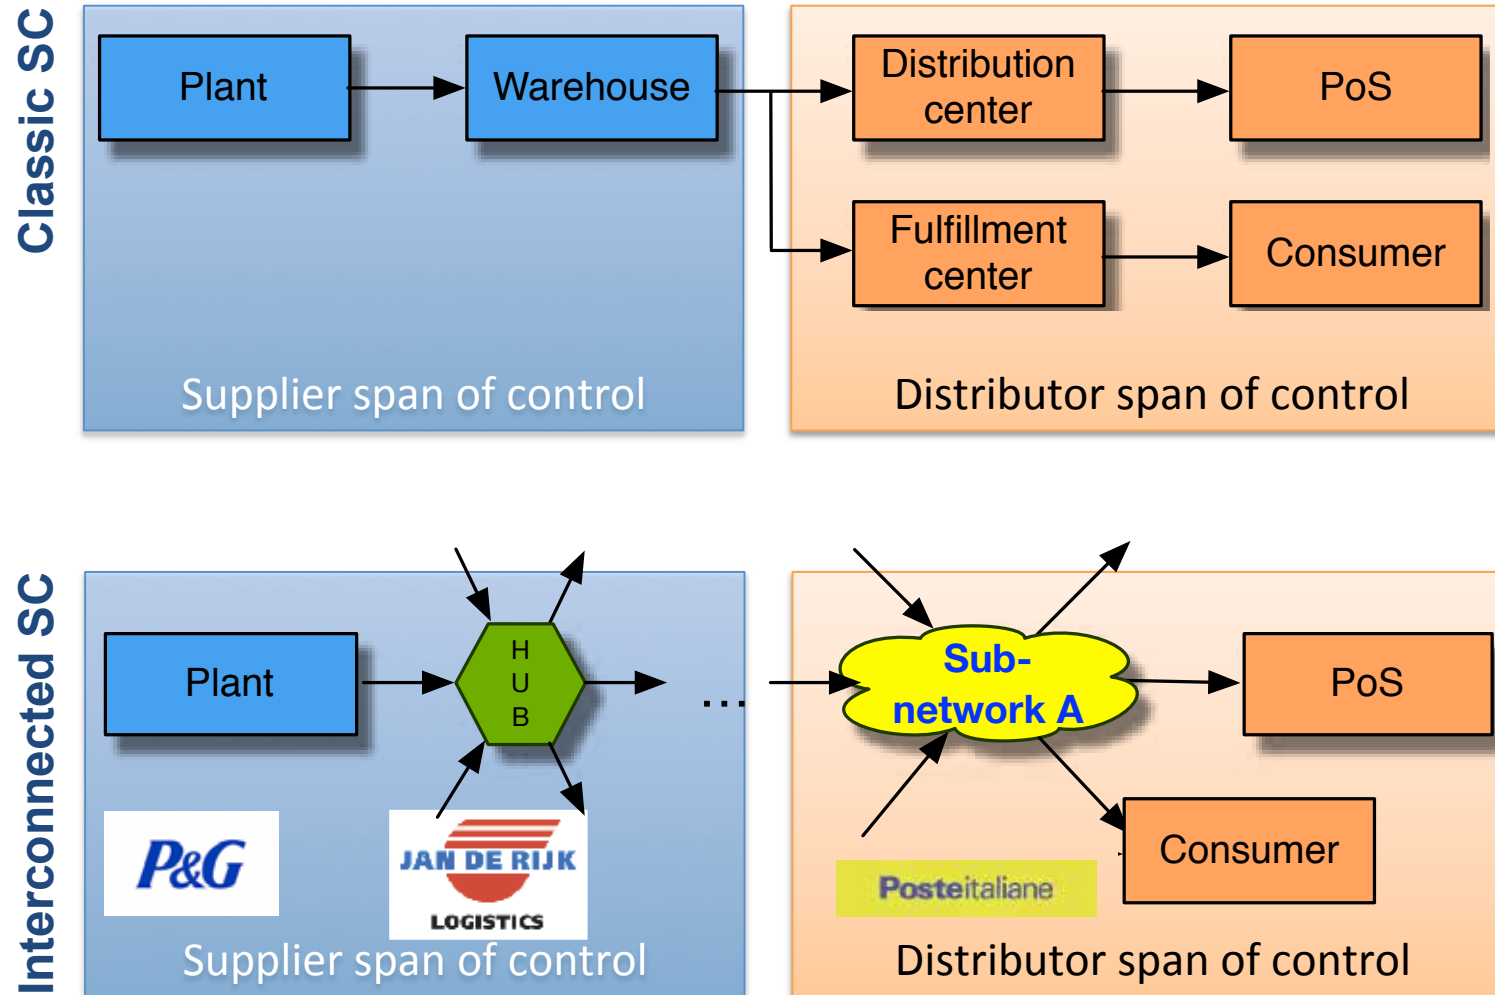 Classic SC
Plant
Warehouse
Distribution
center
PoS
Fulfillment
center
Consumer
Supplier span of control
Distributor span of control
Interconnected SC
Plant
H
U
B
...
Sub-
network A
PoS
Consumer
P&G
JAN DE RIJK
LOGISTICS
Posteitaliane
Supplier span of control
Distributor span of control